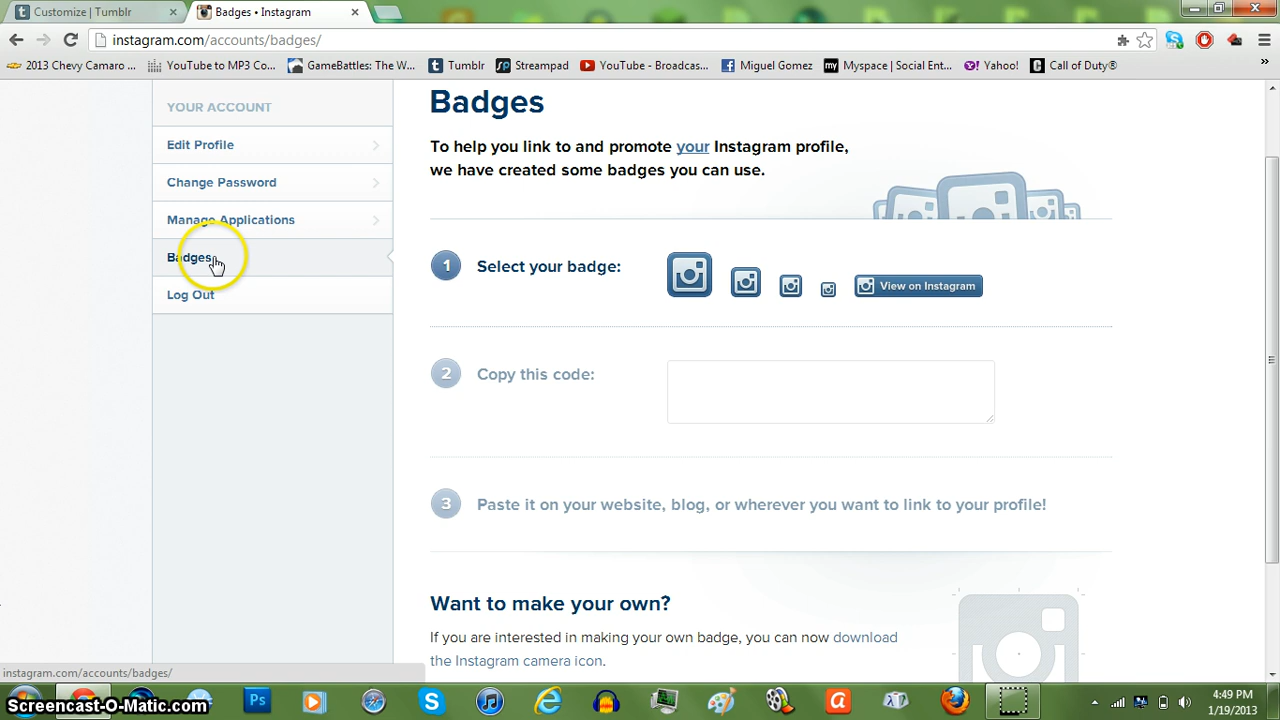 Customize | Tumblr
Badges • Instagram
instagram.com/accounts/badges/
2013 Chevy Camaro ...
YouTube to MP3 Co...
GameBattles: The W...
Tumblr
Streampad
YouTube - Broadcas...
Miguel Gomez
Myspace | Social Ent...
Yahoo!
Call of Duty®
YOUR ACCOUNT
Edit Profile
Change Password
Manage Applications
Badges
Log Out
Badges
To help you link to and promote your Instagram profile,
we have created some badges you can use.
1 Select your badge:
View on Instagram
2 Copy this code:
3 Paste it on your website, blog, or wherever you want to link to your profile!
Want to make your own?
If you are interested in making your own badge, you can now download
the Instagram camera icon.
instagram.com/accounts/badges/
Screencast-O-Matic.com
Ps
4:49 PM
1/19/2013